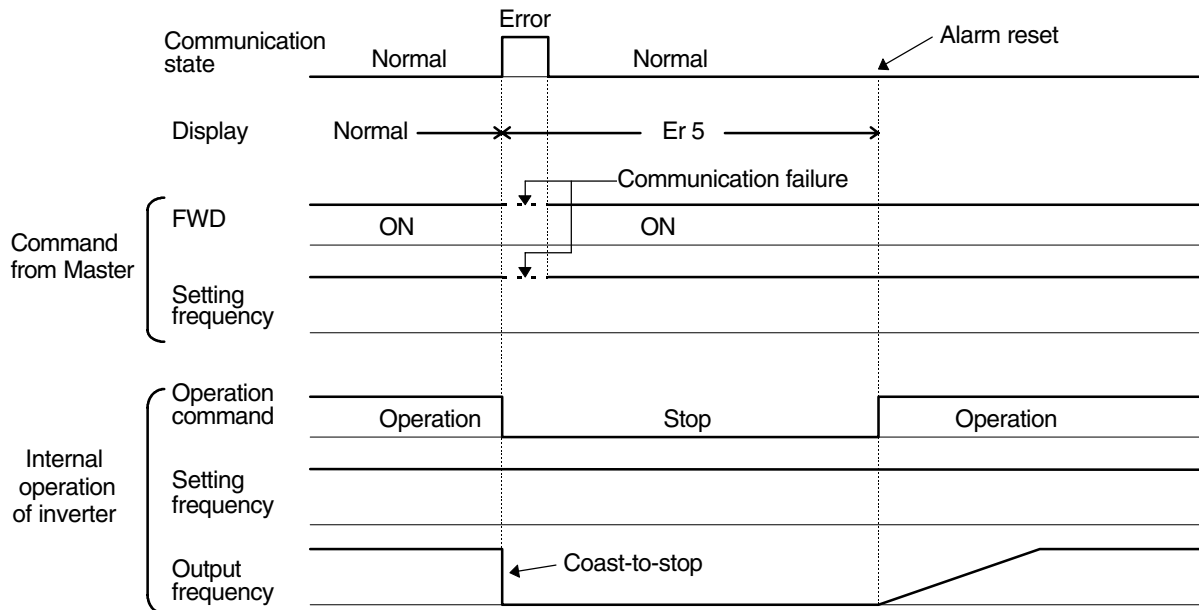 Error
Communication
state
Normal
Normal
Alarm reset
Display
Normal
Er 5
Communication failure
Command
from Master
FWD
ON
ON
Setting
frequency
Internal
operation
of inverter
Operation
command
Operation
Stop
Operation
Setting
frequency
Output
frequency
Coast-to-stop